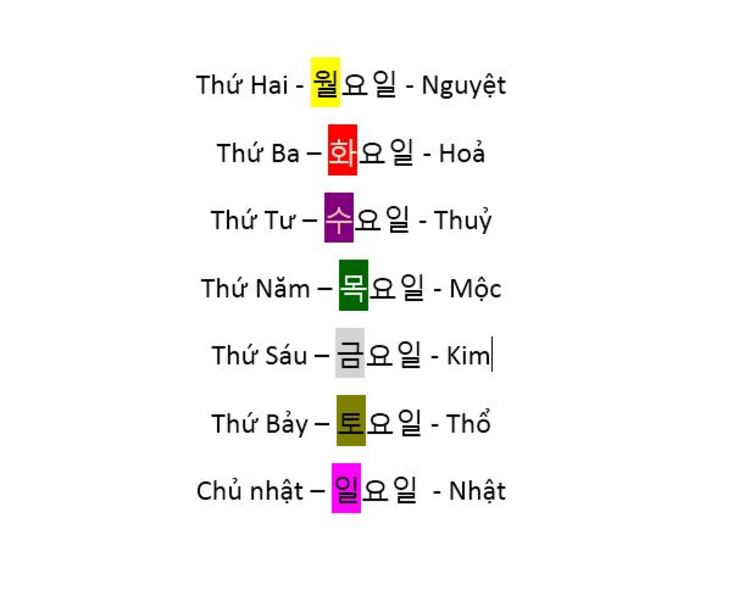 Thứ Hai - 월요일 - Nguyệt
Thứ Ba – 화요일 - Hoả
Thứ Tư – 수요일 - Thuỷ
Thứ Năm – 목요일 - Mộc
Thứ Sáu – 금요일 - Kim
Thứ Bảy – 토요일 - Thổ
Chủ nhật – 일요일 - Nhật